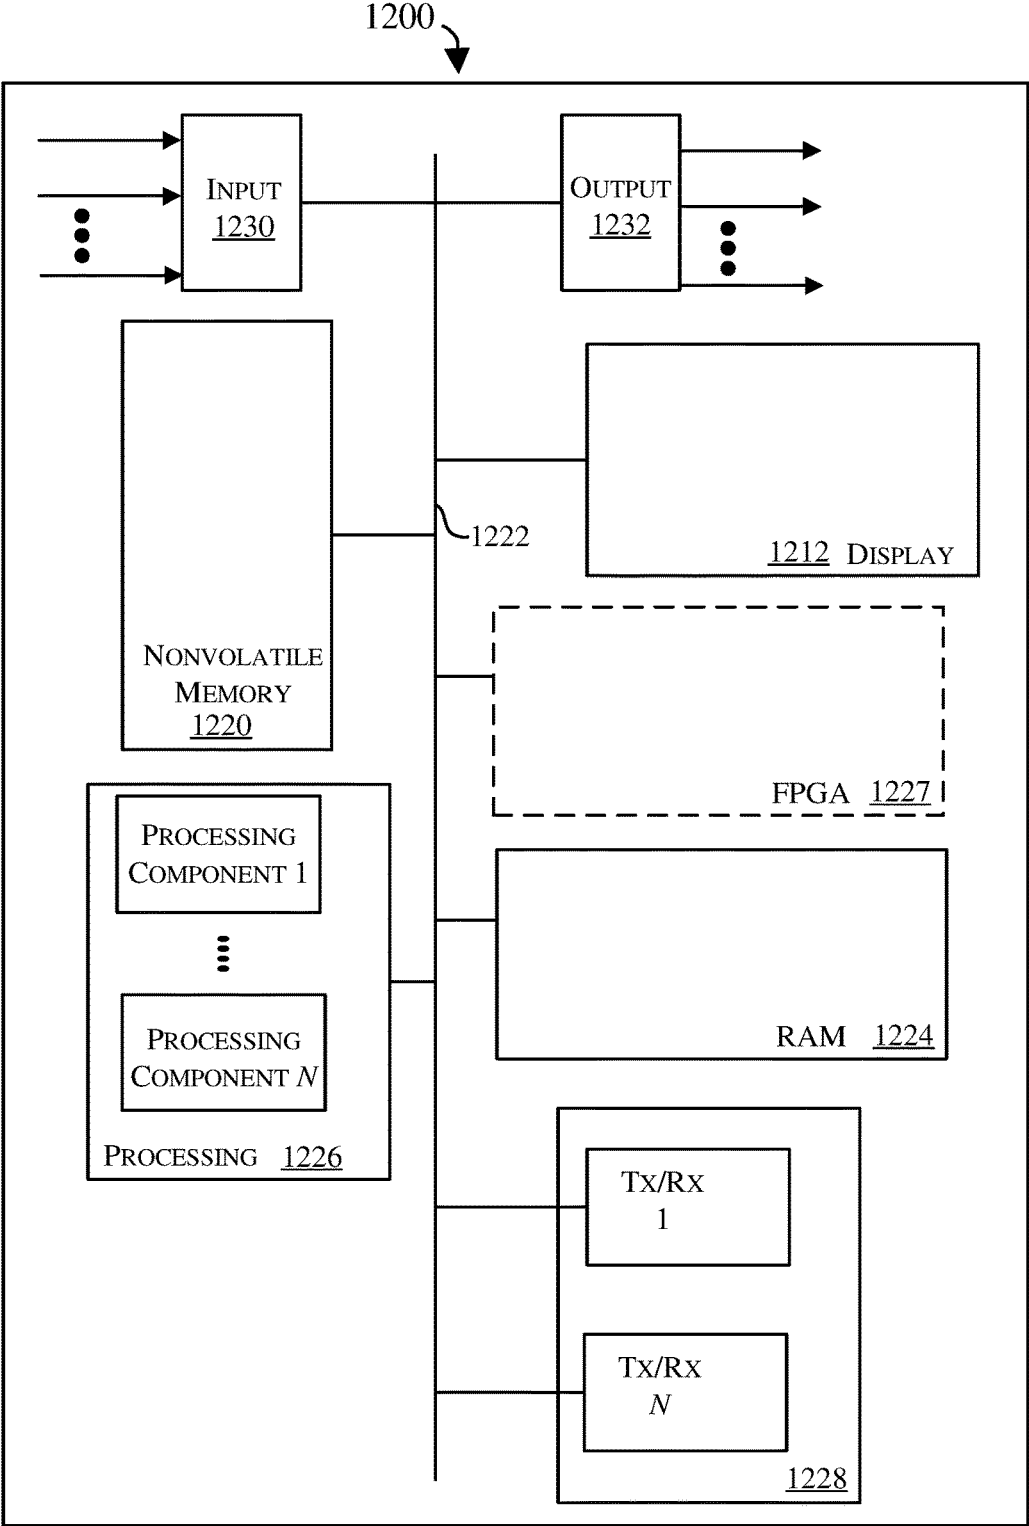 1200
INPUT
1230
OUTPUT
1232
1222
1212 DISPLAY
NONVOLATILE
MEMORY
1220
FPGA 1227
PROCESSING
COMPONENT 1
PROCESSING
COMPONENT N
PROCESSING 1226
RAM 1224
TX/RX
1
TX/RX
N
1228